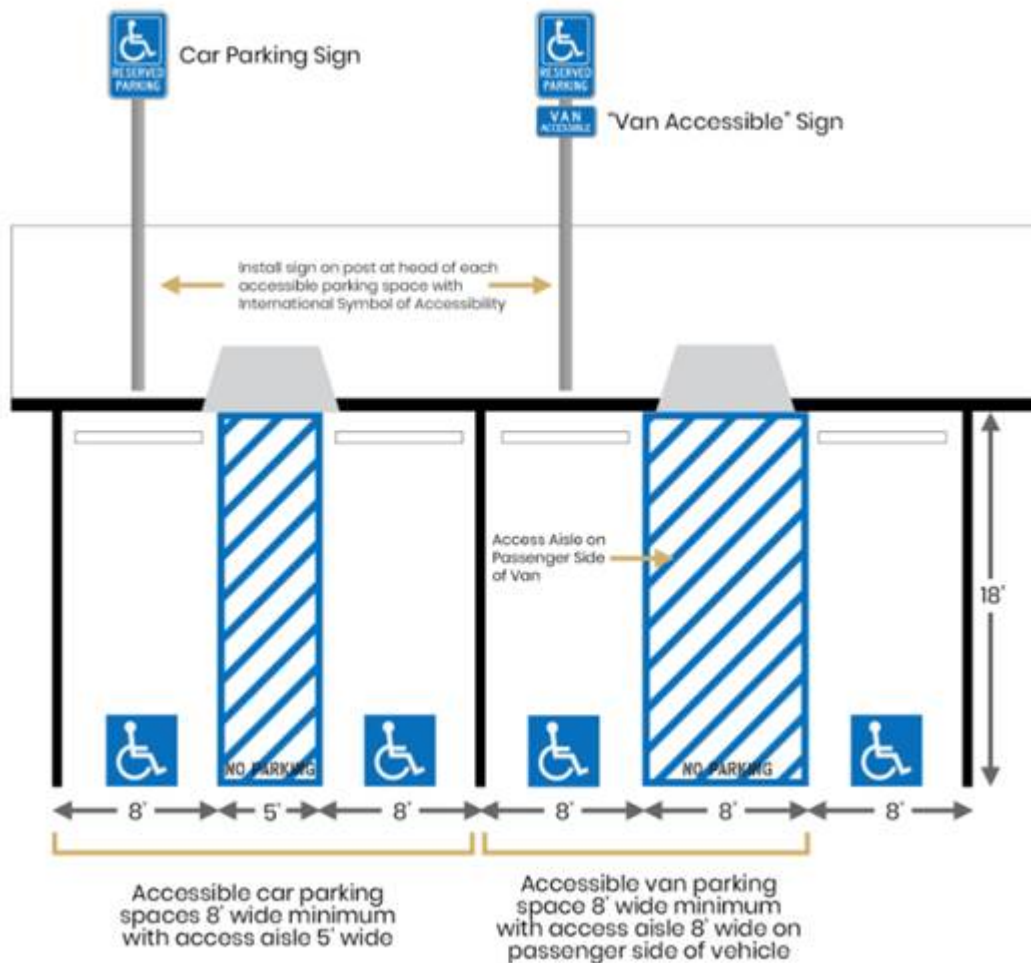 RESERVED
PARKING
Car Parking Sign
RESERVED
PARKING
VAN
ACCESSIBLE
"Van Accessible" Sign
Install sign on post at head of each
accessible parking space with
International Symbol of Accessibility
Access Aisle on
Passenger Side
of Van
18'
NO PARKING
NO PARKING
8'
5'
8'
8'
8'
8'
Accessible car parking
spaces 8' wide minimum
with access aisle 5' wide
Accessible van parking
space 8' wide minimum
with access aisle 8' wide on
passenger side of vehicle